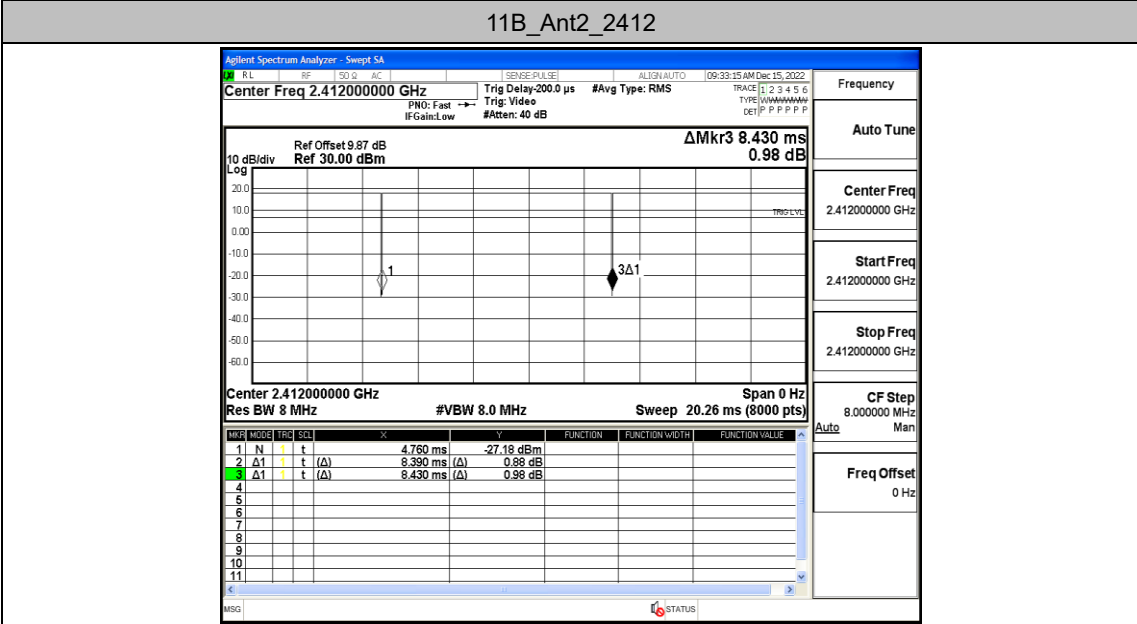 11B_Ant2_2412
Agilent Spectrum Analyzer - Swept SA
LXI RL RF 50 Ω AC SENSE:PULSE ALIGN AUTO 09:33:15 AM Dec 15, 2022
Center Freq 2.412000000 GHz
PNO: Fast
IFGain:Low
Trig Delay-200.0 µs
Trig: Video
#Atten: 40 dB
#Avg Type: RMS
TRACE 1 2 3 4 5 6
TYPE WWWWWW
DET P P P P P P
Frequency
Auto Tune
Center Freq
2.412000000 GHz
Start Freq
2.412000000 GHz
Stop Freq
2.412000000 GHz
CF Step
8.000000 MHz
Auto Man
Freq Offset
0 Hz
ΔMkr3 8.430 ms
0.98 dB
Ref Offset 9.87 dB
10 dB/div Ref 30.00 dBm
Log
20.0
10.0
TRIG LVL
0.00
-10.0
1
3Δ1
-20.0
-30.0
-40.0
-50.0
-60.0
Center 2.412000000 GHz Span 0 Hz
Res BW 8 MHz #VBW 8.0 MHz Sweep 20.26 ms (8000 pts)
MKR MODE TRC SCL X Y FUNCTION FUNCTION WIDTH FUNCTION VALUE
1 N 1 t 4.760 ms -27.18 dBm
2 Δ1 1 t (Δ) 8.390 ms (Δ) 0.88 dB
3 Δ1 1 t (Δ) 8.430 ms (Δ) 0.98 dB
4
5
6
7
8
9
10
11
MSG STATUS